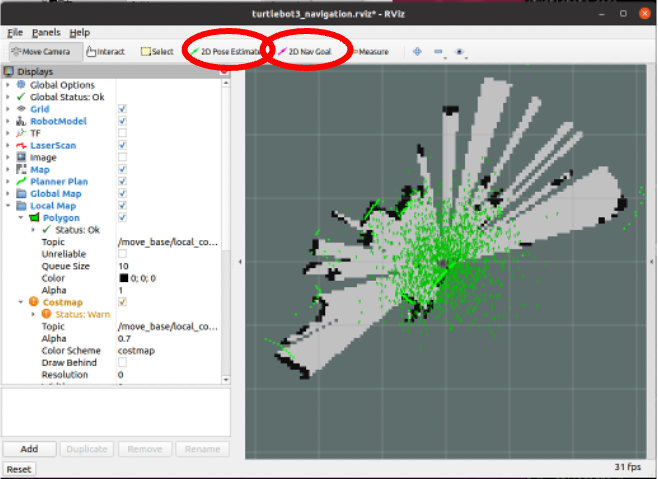 turtlebot3_navigation.rviz* - RViz
File Panels Help
Move Camera Interact Select 2D Pose Estimate 2D Nav Goal Measure
Displays
Global Options
Global Status: Ok
Grid
RobotModel
TF
LaserScan
Image
Map
Planner Plan
Global Map
Local Map
Polygon
Status: Ok
Topic /move_base/local_co...
Unreliable
Queue Size 10
Color 0; 0; 0
Alpha 1
Costmap
Status: Warn
Topic /move_base/local_co...
Alpha 0.7
Color Scheme costmap
Draw Behind
Resolution 0
Add Duplicate Remove Rename
Reset 31 fps